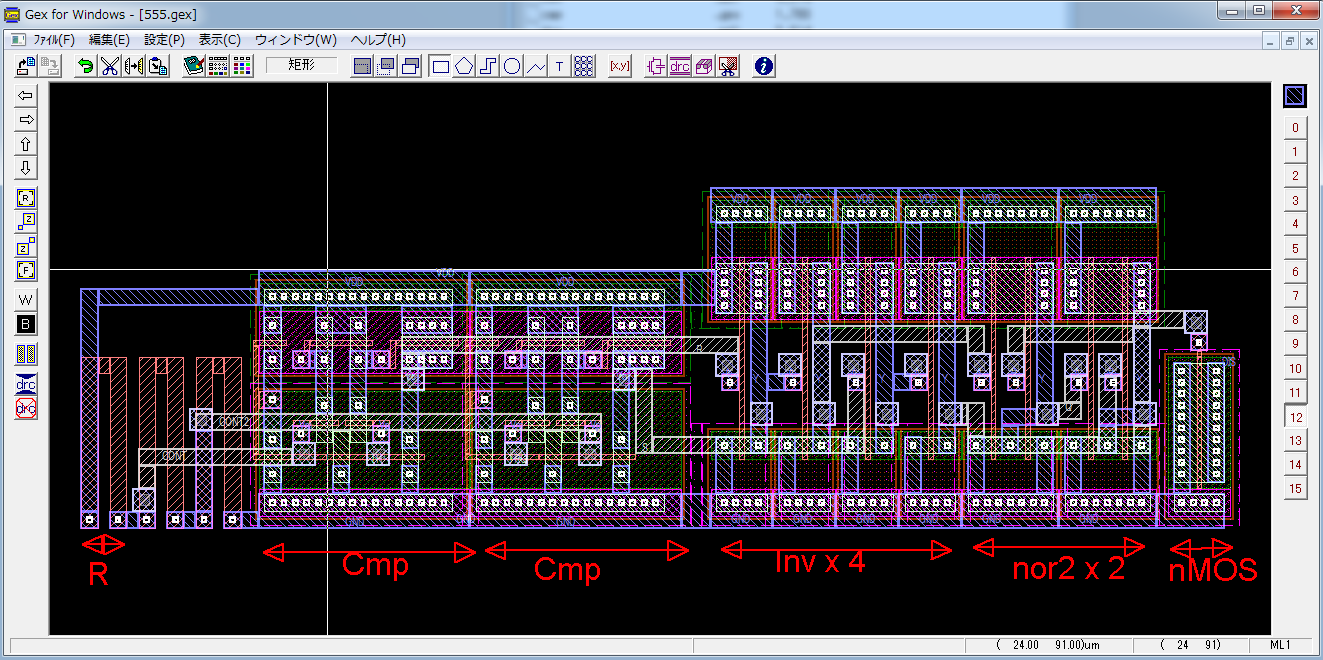 Gex for Windows - [555.gex]
ﾌｧｲﾙ(F) 編集(E) 設定(P) 表示(C) ウィンドウ(W) ヘルプ(H)
矩形 T [x,y] drc i
[R]
Z
Z
[F]
W
B
drc
drc
0
1
2
3
4
5
6
7
8
9
10
11
12
13
14
15
VDD VDD VDD VDD VDD VDD
VDD VDD VDD
CONT2
CONT
GND GND GND
GND GND GND GND GND GND
R
Cmp
Cmp
Inv x 4
nor2 x 2
nMOS
( 24.00 91.00)um ( 24 91) ML1